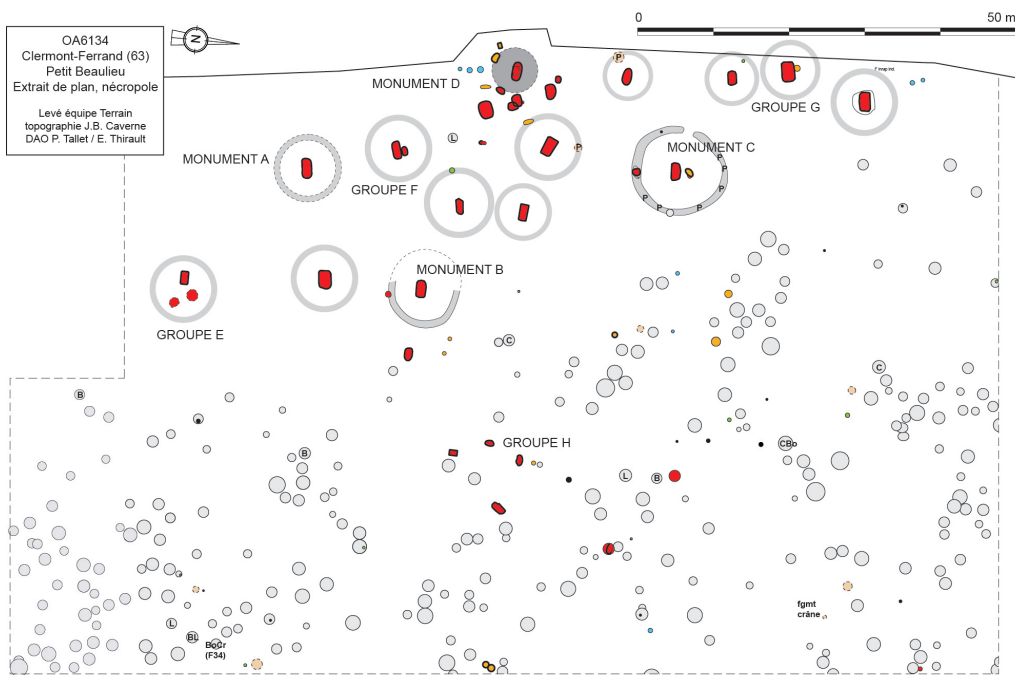 OA6134
Clermont-Ferrand (63)
Petit Beaulieu
Extrait de plan, nécropole
Levé équipe Terrain
topographie J.B. Caverne
DAO P. Tallet / E. Thirault
N
0
50 m
P
MONUMENT D
GROUPE G
L
P
MONUMENT A
MONUMENT C
P
P
P
P
P
GROUPE F
MONUMENT B
GROUPE E
C
C
B
B
GROUPE H
CBo
L
B
fgmt
crâne
L
BL
BoCr
(F34)